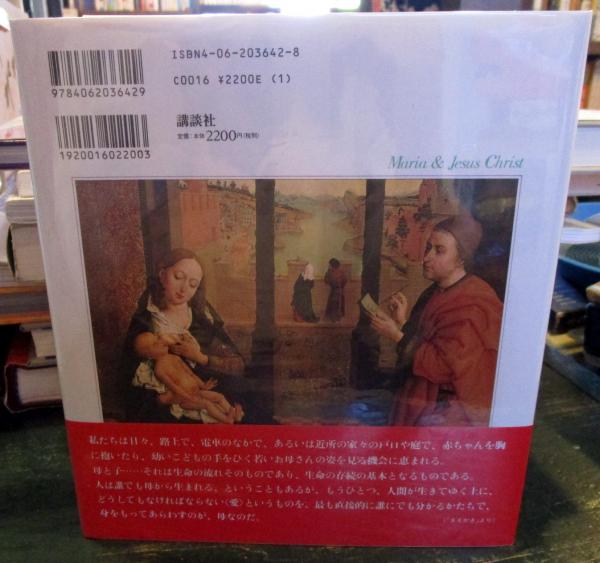 ISBN4-06-203642-8
C0016 ¥2200E (1)
9784062036429
講談社
定価:本体2200円(税別)
1920016022003
Maria & Jesus Christ
私たちは日々、路上で、電車のなかで、あるいは近所の家々の戸口や庭で、赤ちゃんを胸
に抱いたり、幼いこどもの手をひく若いお母さんの姿を見る機会に恵まれる。
母と子……それは生命の流れそのものであり、生命の存続の基本となるものである。
人は誰でも母から生まれる、ということもあるが、もうひとつ、人間が生きてゆく上に、
どうしてもなければならない〈愛〉というものを、最も直接的に誰にでも分かるかたちで、
身をもってあらわすのが、母なのだ。
(「まえがき」より)